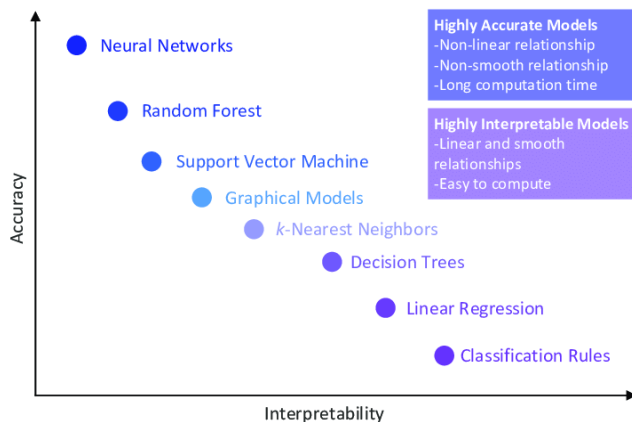 Highly Accurate Models
-Non-linear relationship
-Non-smooth relationship
-Long computation time
Highly Interpretable Models
-Linear and smooth
relationships
-Easy to compute
Neural Networks
Random Forest
Support Vector Machine
Graphical Models
k-Nearest Neighbors
Decision Trees
Linear Regression
Classification Rules
Accuracy
Interpretability